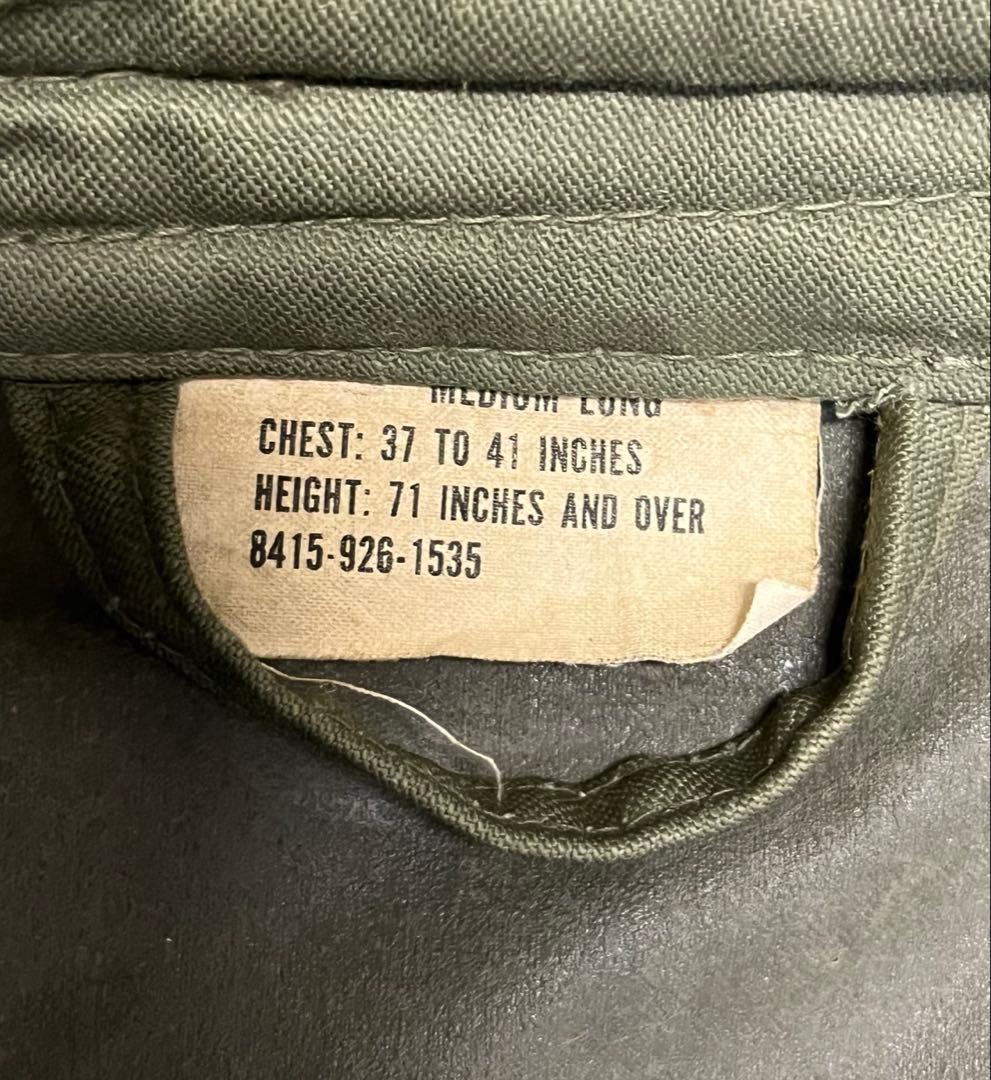 MEDIUM LONG
CHEST: 37 TO 41 INCHES
HEIGHT: 71 INCHES AND OVER
8415-926-1535